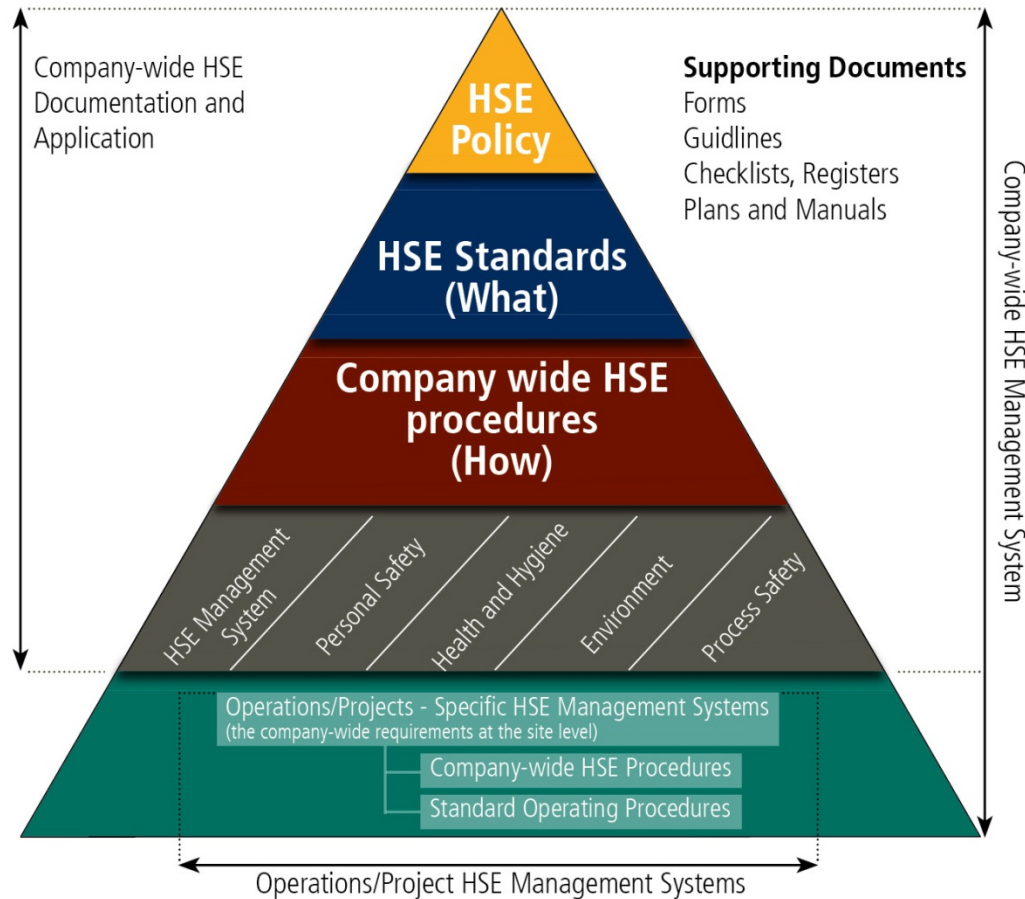 Company-wide HSE
Documentation and
Application
Supporting Documents
Forms
Guidlines
Checklists, Registers
Plans and Manuals
HSE
Policy
HSE Standards
(What)
Company wide HSE
procedures
(How)
HSE Management
System
Personal Safety
Health and Hygiene
Environment
Process Safety
Operations/Projects - Specific HSE Management Systems
(the company-wide requirements at the site level)
Company-wide HSE Procedures
Standard Operating Procedures
Operations/Project HSE Management Systems
Company-wide HSE Management System